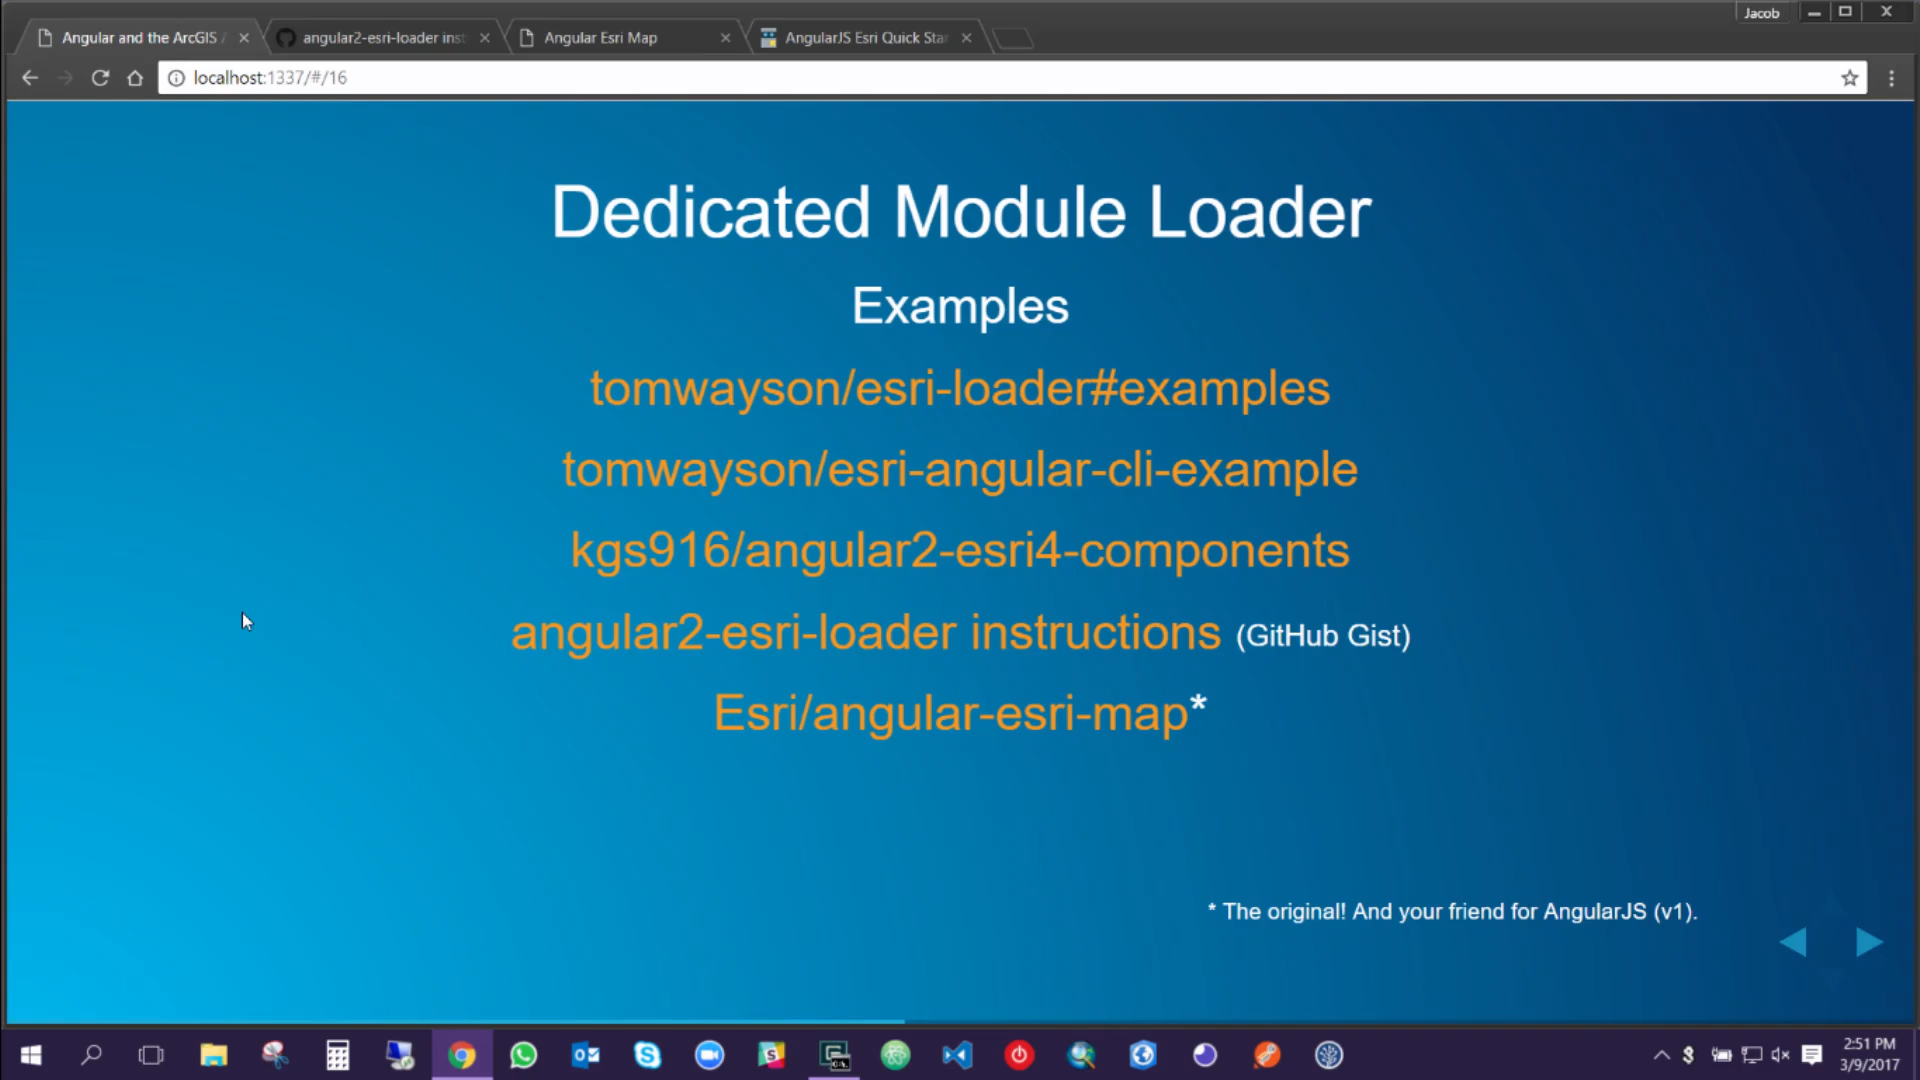 Jacob
Angular and the ArcGIS
angular2-esri-loader inst
Angular Esri Map
AngularJS Esri Quick Star
localhost:1337/#/16
Dedicated Module Loader
Examples
tomwayson/esri-loader#examples
tomwayson/esri-angular-cli-example
kgs916/angular2-esri4-components
angular2-esri-loader instructions (GitHub Gist)
Esri/angular-esri-map*
* The original! And your friend for AngularJS (v1).
2:51 PM
3/9/2017